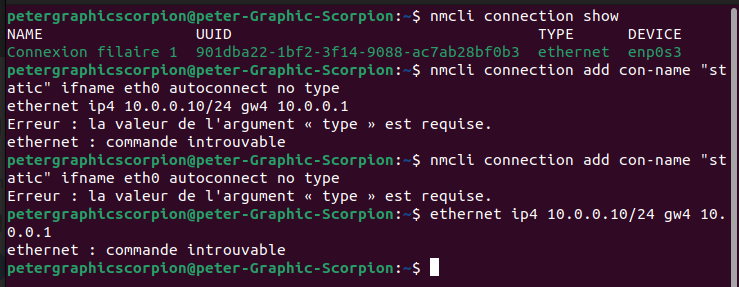 petergraphicscorpion@peter-Graphic-Scorpion:~$ nmcli connection show
NAME                 UUID                                  TYPE      DEVICE
Connexion filaire 1  901dba22-1bf2-3f14-9088-ac7ab28bf0b3  ethernet  enp0s3
petergraphicscorpion@peter-Graphic-Scorpion:~$ nmcli connection add con-name "st
atic" ifname eth0 autoconnect no type
ethernet ip4 10.0.0.10/24 gw4 10.0.0.1
Erreur : la valeur de l'argument « type » est requise.
ethernet : commande introuvable
petergraphicscorpion@peter-Graphic-Scorpion:~$ nmcli connection add con-name "st
atic" ifname eth0 autoconnect no type
Erreur : la valeur de l'argument « type » est requise.
petergraphicscorpion@peter-Graphic-Scorpion:~$ ethernet ip4 10.0.0.10/24 gw4 10.
0.0.1
ethernet : commande introuvable
petergraphicscorpion@peter-Graphic-Scorpion:~$